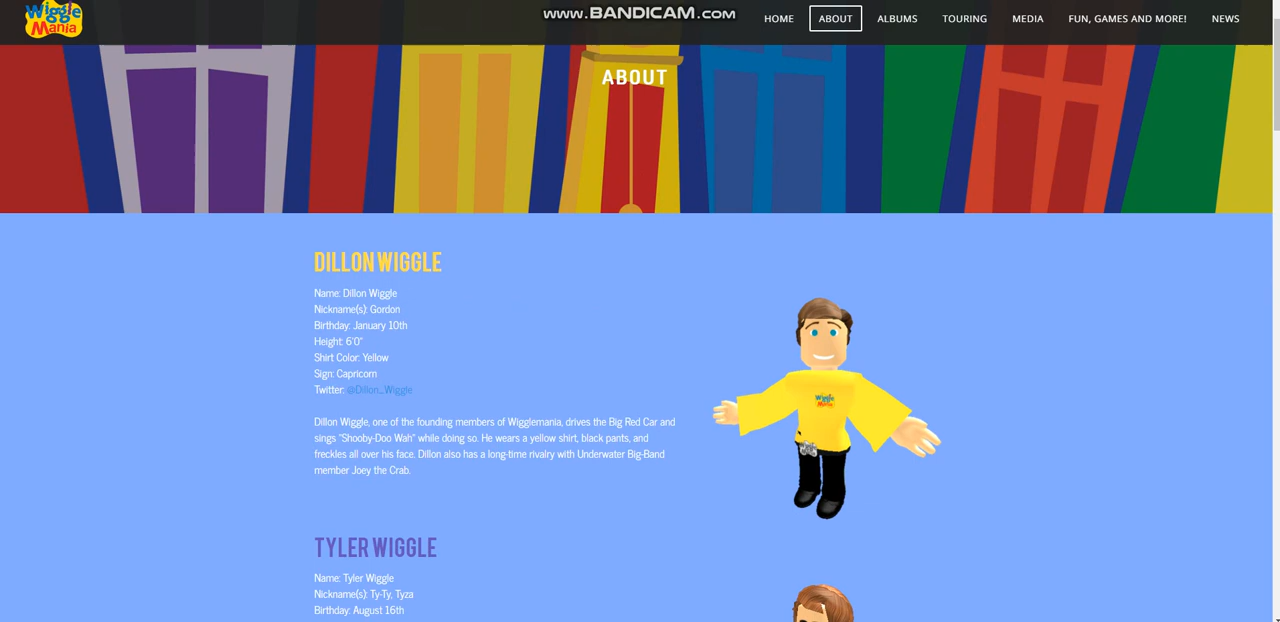 Wiggle
Mania
www.BANDICAM.com
HOME
ABOUT
ALBUMS
TOURING
MEDIA
FUN, GAMES AND MORE!
NEWS
ABOUT
DILLON WIGGLE
Name: Dillon Wiggle
Nickname(s): Gordon
Birthday: January 10th
Height: 6'0"
Shirt Color: Yellow
Sign: Capricorn
Twitter: @Dillon_Wiggle
Dillon Wiggle, one of the founding members of Wigglemania, drives the Big Red Car and
sings "Shooby-Doo Wah" while doing so. He wears a yellow shirt, black pants, and
freckles all over his face. Dillon also has a long-time rivalry with Underwater Big-Band
member Joey the Crab.
Wiggle
Mania
TYLER WIGGLE
Name: Tyler Wiggle
Nickname(s): Ty-Ty, Tyza
Birthday: August 16th